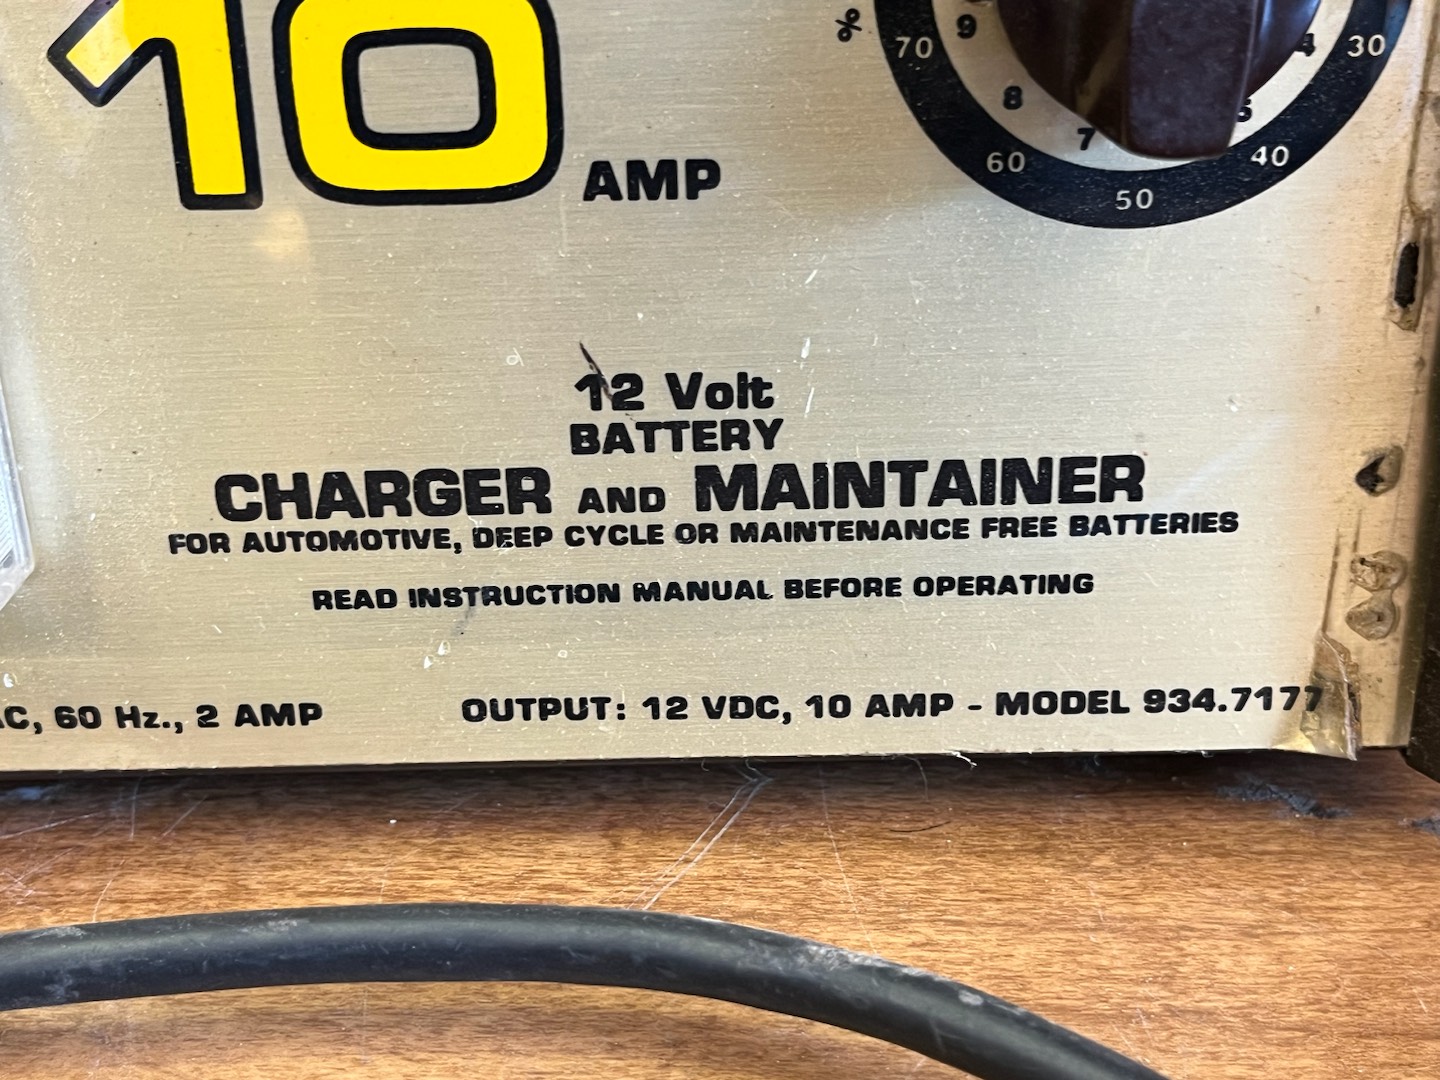 10 AMP
%
70
9
4
30
8
5
7
60
40
50
12 Volt
BATTERY
CHARGER AND MAINTAINER
FOR AUTOMOTIVE, DEEP CYCLE OR MAINTENANCE FREE BATTERIES
READ INSTRUCTION MANUAL BEFORE OPERATING
AC, 60 Hz., 2 AMP
OUTPUT: 12 VDC, 10 AMP - MODEL 934.7177